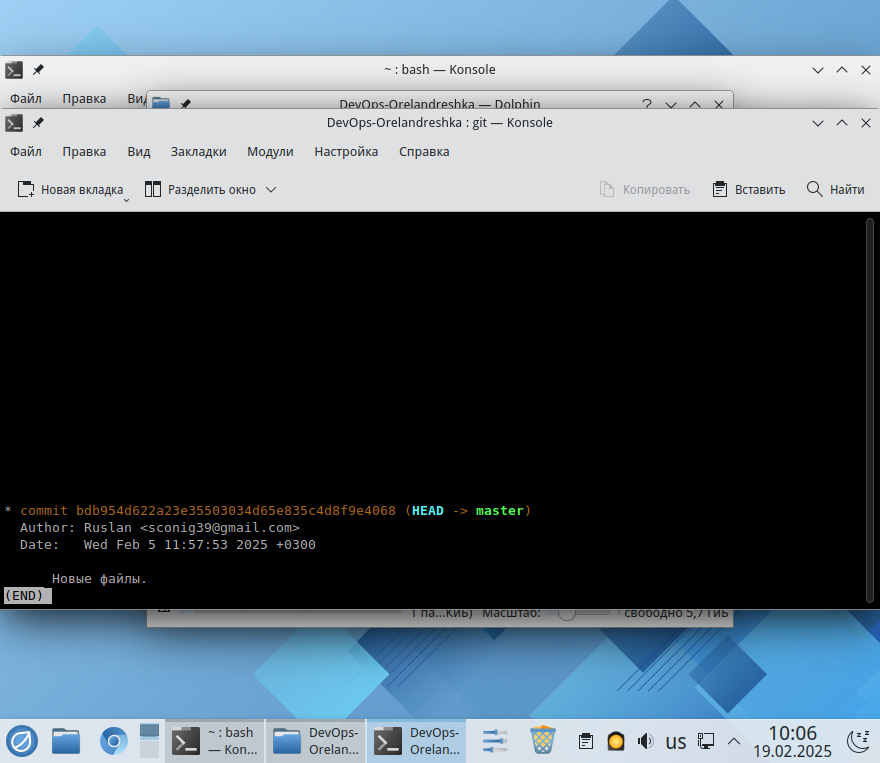 ~ : bash — Konsole
Файл Правка Вид
DevOps-Orelandreshka — Dolphin
DevOps-Orelandreshka : git — Konsole
Файл Правка Вид Закладки Модули Настройка Справка
Новая вкладка Разделить окно Копировать Вставить Найти
* commit bdb954d622a23e35503034d65e835c4d8f9e4068 (HEAD -> master)
Author: Ruslan <sconig39@gmail.com>
Date: Wed Feb 5 11:57:53 2025 +0300
Новые файлы.
(END)
1 па...КиБ) Масштаб: свободно 5,7 ГиБ
~ : bash
— Kon...
DevOps-
Orelan...
DevOps-
Orelan...
us
10:06
19.02.2025